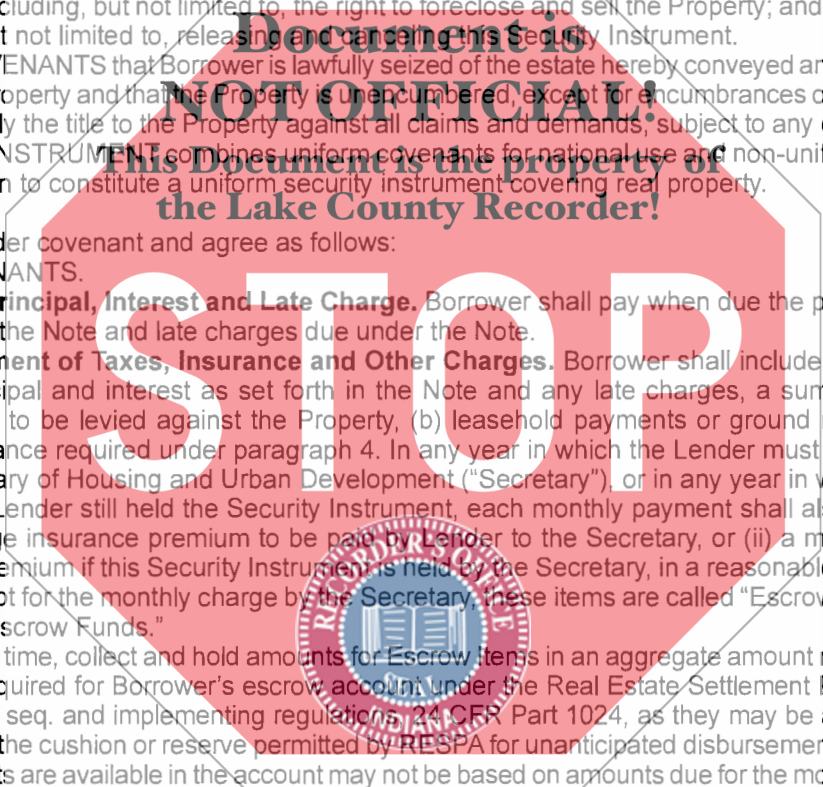 cluding, but not limited to, the right to foreclose and sell the Property; and
t not limited to, releasing and canceling this Security Instrument.
Document is
ENANTS that Borrower is lawfully seized of the estate hereby conveyed an
operty and that the Property is unencumbered, except for encumbrances o
NOT OFFICIAL!
ly the title to the Property against all claims and demands, subject to any
NSTRUMENT combines uniform covenants for national use and non-unif
This Document is the property of
n to constitute a uniform security instrument covering real property.
the Lake County Recorder!
der covenant and agree as follows:
NANTS.
rincipal, Interest and Late Charge. Borrower shall pay when due the p
the Note and late charges due under the Note.
ment of Taxes, Insurance and Other Charges. Borrower shall include
ipal and interest as set forth in the Note and any late charges, a sum
to be levied against the Property, (b) leasehold payments or ground
ance required under paragraph 4. In any year in which the Lender must
ary of Housing and Urban Development ("Secretary"), or in any year in w
Lender still held the Security Instrument, each monthly payment shall al
STOP
e insurance premium to be paid by Lender to the Secretary, or (ii) a m
emium if this Security Instrument is held by the Secretary, in a reasonable
ot for the monthly charge by the Secretary, these items are called "Escrow
scrow Funds."
time, collect and hold amounts for Escrow Items in an aggregate amount
quired for Borrower's escrow account under the Real Estate Settlement
seq. and implementing regulations, 24 CFR Part 1024, as they may be
the cushion or reserve permitted by RESPA for unanticipated disbursemen
s are available in the account may not be based on amounts due for the mo
RECORDER'S OFFICE
SEAL
INDIANA